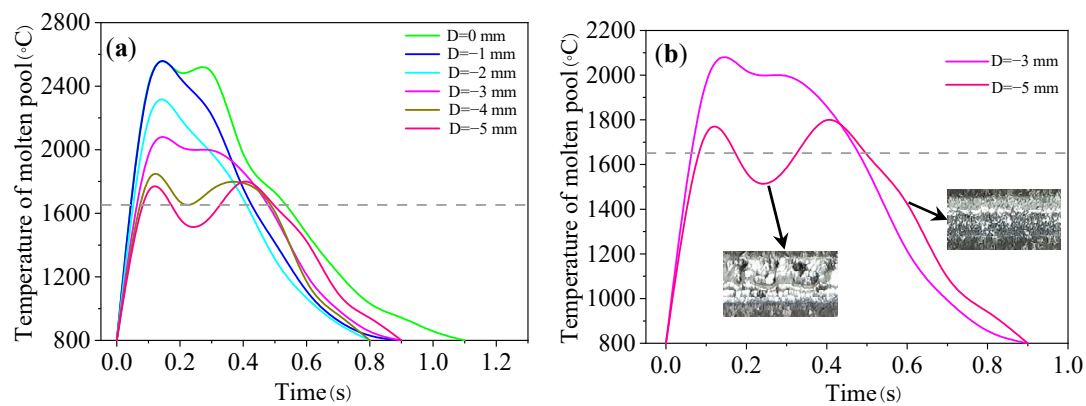 (a)
Temperature of molten pool (◦C)
2800
2400
2000
1600
1200
800
0.0 0.2 0.4 0.6 0.8 1.0 1.2
Time (s)
D=0 mm
D=−1 mm
D=−2 mm
D=−3 mm
D=−4 mm
D=−5 mm
(b)
Temperature of molten pool (◦C)
2200
2000
1800
1600
1400
1200
1000
800
0.0 0.2 0.4 0.6 0.8 1.0
Time (s)
D=−3 mm
D=−5 mm